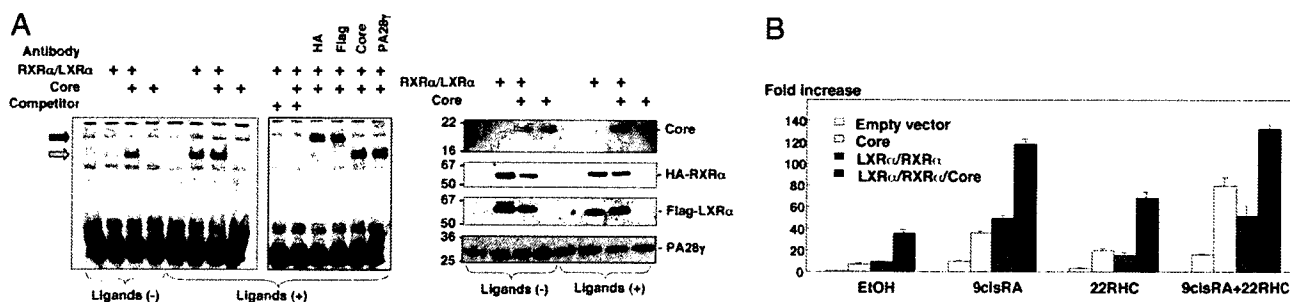 A
Antibody
HA
Flag
Core
PA28γ
RXRα/LXRα + + + + + + + + + +
Core + + + + + + + + +
Competitor + +
Ligands (-)
Ligands (+)
RXRα/LXRα + + + +
Core + + + +
22
16
Core
67
50
HA-RXRα
67
50
Flag-LXRα
36
25
PA28γ
Ligands (-)
Ligands (+)
B
Fold increase
140
120
100
80
60
40
20
0
Empty vector
Core
LXRα/RXRα
LXRα/RXRα/Core
EtOH
9cisRA
22RHC
9cisRA+22RHC